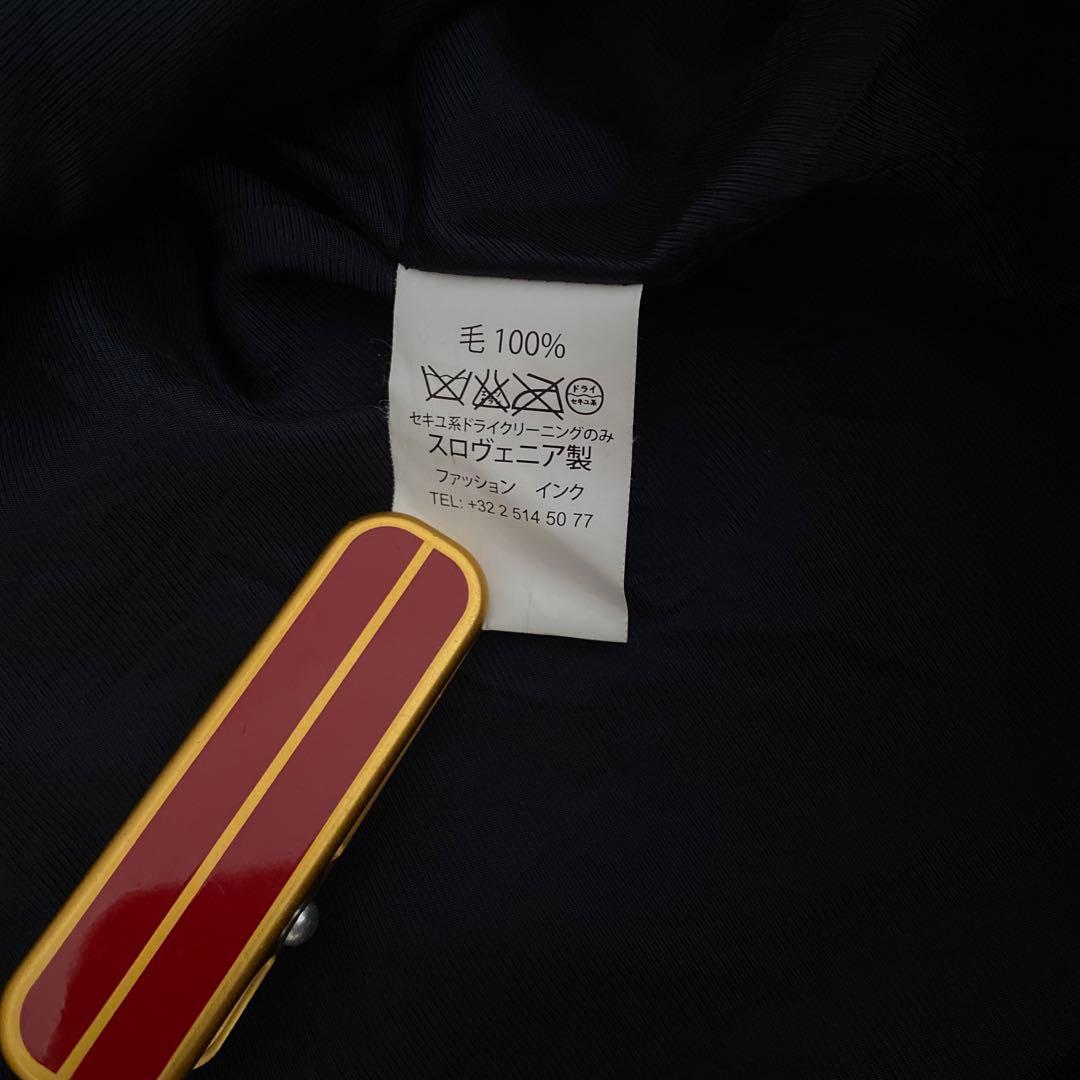 毛 100%
ドライ
セキユ系
セキユ系ドライクリーニングのみ
スロヴェニア製
ファッション インク
TEL: +32 2 514 50 77